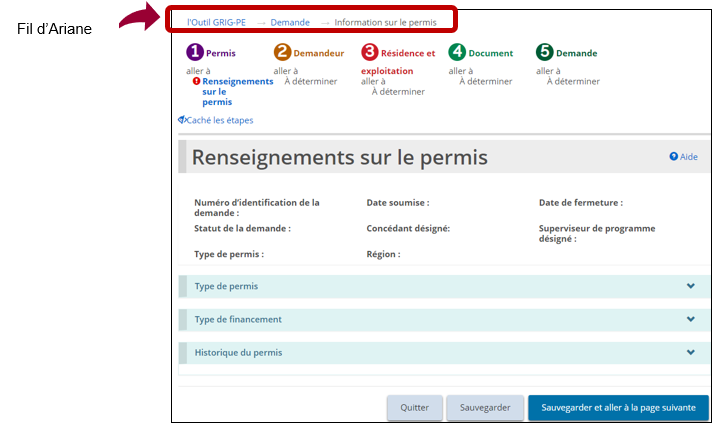 Fil d'Ariane
l'Outil GRIG-PE → Demande → Information sur le permis
1 Permis 2 Demandeur 3 Résidence et exploitation 4 Document 5 Demande
aller à aller à aller à aller à aller à
Renseignements sur le permis À déterminer À déterminer À déterminer À déterminer
Caché les étapes
Renseignements sur le permis
Aide
Numéro d'identification de la demande : Date soumise : Date de fermeture :
Statut de la demande : Concédant désigné: Superviseur de programme désigné :
Type de permis : Région :
Type de permis
Type de financement
Historique du permis
Quitter Sauvegarder Sauvegarder et aller à la page suivante